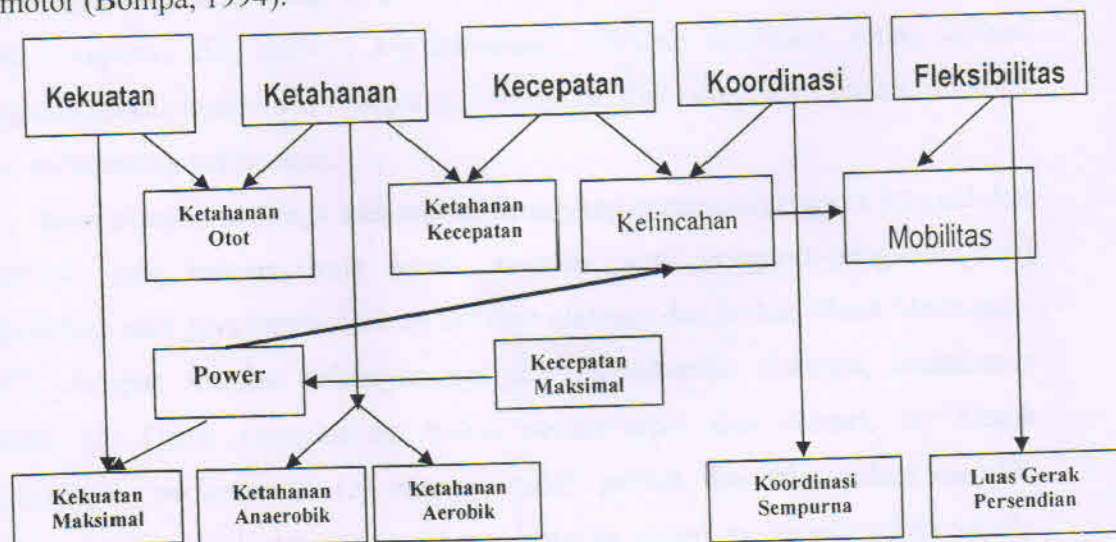 motor (Bompa, 1994).
Kekuatan
Ketahanan
Kecepatan
Koordinasi
Fleksibilitas
Ketahanan
Otot
Ketahanan
Kecepatan
Kelincahan
Mobilitas
Power
Kecepatan
Maksimal
Kekuatan
Maksimal
Ketahanan
Anaerobik
Ketahanan
Aerobik
Koordinasi
Sempurna
Luas Gerak
Persendian